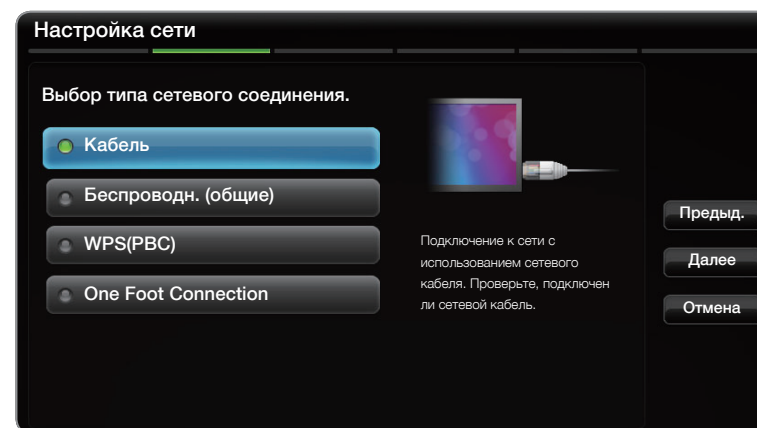 Настройка сети
Выбор типа сетевого соединения.
Кабель
Беспроводн. (общие)
WPS(PBC)
One Foot Connection
Подключение к сети с
использованием сетевого
кабеля. Проверьте, подключен
ли сетевой кабель.
Предыд.
Далее
Отмена